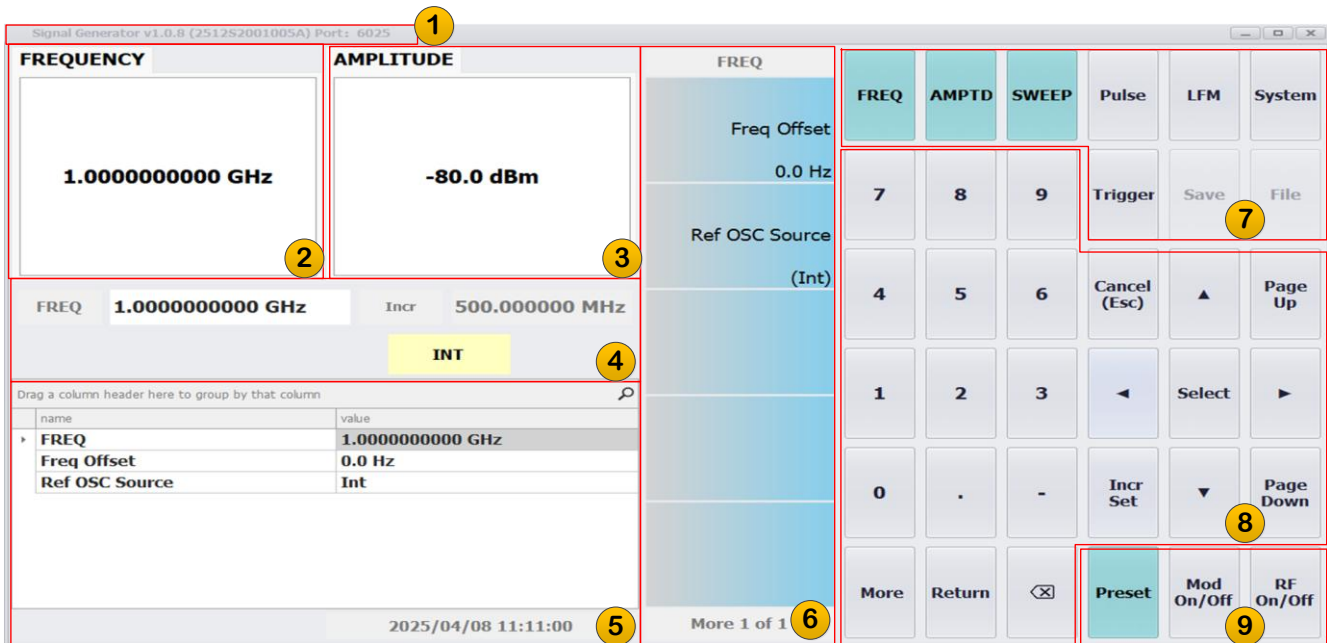 1
Signal Generator v1.0.8 (2512S2001005A) Port: 6025
FREQUENCY
1.0000000000 GHz
2
AMPLITUDE
-80.0 dBm
3
FREQ 1.0000000000 GHz Incr 500.000000 MHz
INT
4
Drag a column header here to group by that column
name value
FREQ 1.0000000000 GHz
Freq Offset 0.0 Hz
Ref OSC Source Int
2025/04/08 11:11:00
5
FREQ
Freq Offset
0.0 Hz
Ref OSC Source
(Int)
More 1 of 1
6
FREQ AMPTD SWEEP Pulse LFM System
7 8 9 Trigger Save File
7
4 5 6 Cancel (Esc) ▲ Page Up
1 2 3 ◄ Select ►
0 . - Incr Set ▼ Page Down
8
More Return ⌫ Preset Mod On/Off RF On/Off
9